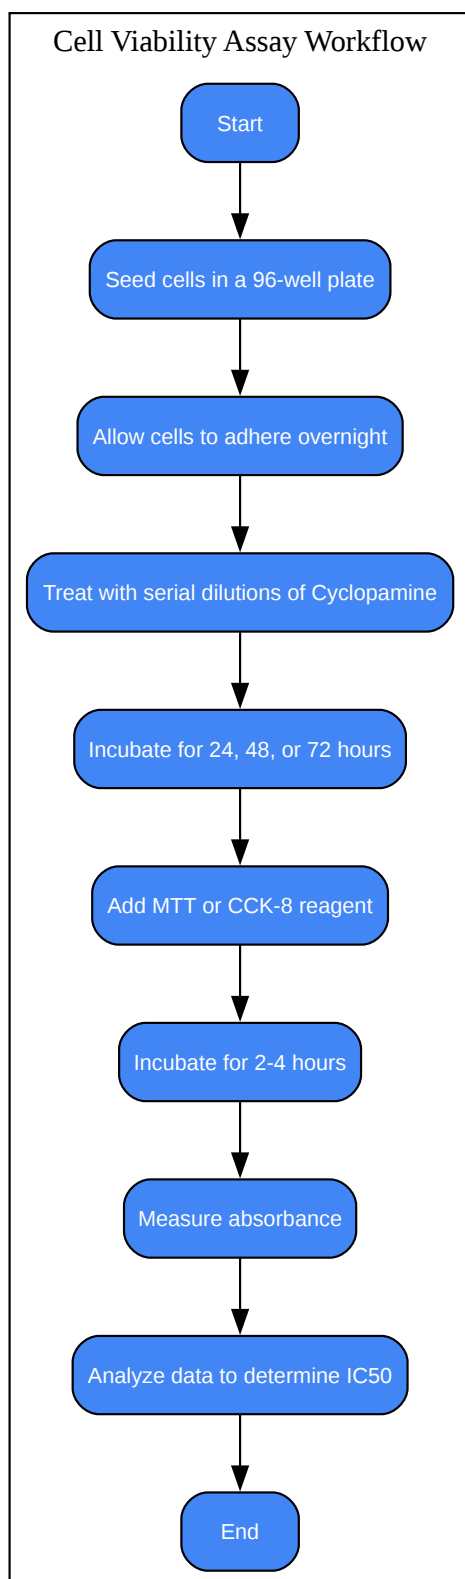 Cell Viability Assay Workflow
Start
Seed cells in a 96-well plate
Allow cells to adhere overnight
Treat with serial dilutions of Cyclopamine
Incubate for 24, 48, or 72 hours
Add MTT or CCK-8 reagent
Incubate for 2-4 hours
Measure absorbance
Analyze data to determine IC50
End